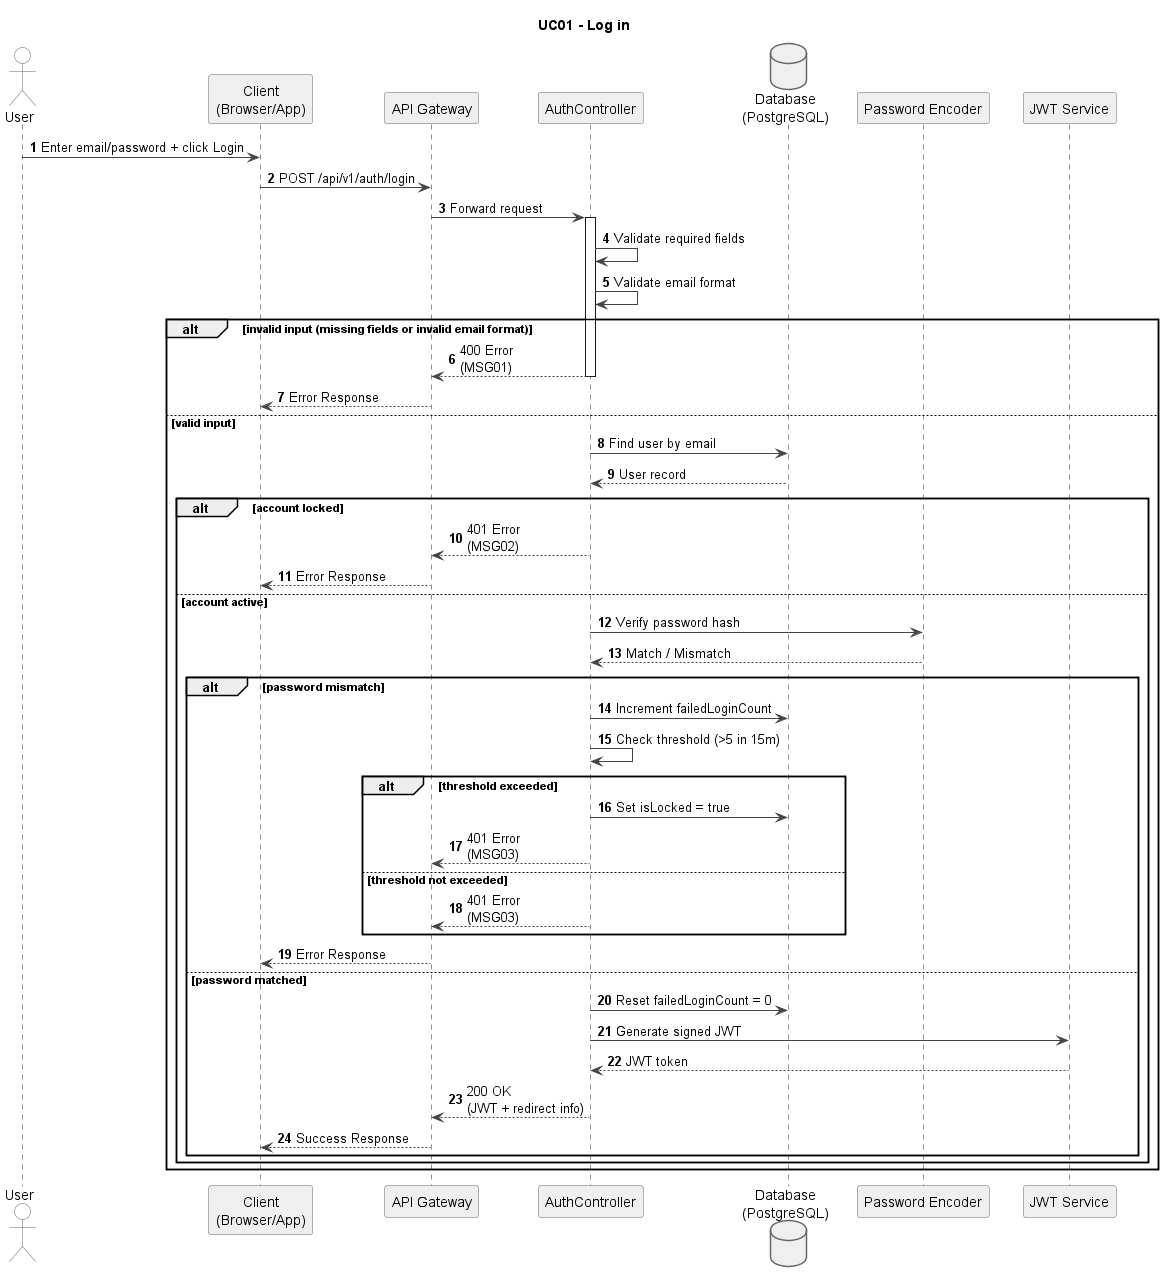 UC01 - Log in
User
Client
(Browser/App)
API Gateway
AuthController
Database
(PostgreSQL)
Password Encoder
JWT Service
1 Enter email/password + click Login
2 POST /api/v1/auth/login
3 Forward request
4 Validate required fields
5 Validate email format
alt [invalid input (missing fields or invalid email format)]
6 400 Error
(MSG01)
7 Error Response
[valid input]
8 Find user by email
9 User record
alt [account locked]
10 401 Error
(MSG02)
11 Error Response
[account active]
12 Verify password hash
13 Match / Mismatch
alt [password mismatch]
14 Increment failedLoginCount
15 Check threshold (>5 in 15m)
alt [threshold exceeded]
16 Set isLocked = true
17 401 Error
(MSG03)
[threshold not exceeded]
18 401 Error
(MSG03)
19 Error Response
[password matched]
20 Reset failedLoginCount = 0
21 Generate signed JWT
22 JWT token
23 200 OK
(JWT + redirect info)
24 Success Response
User
Client
(Browser/App)
API Gateway
AuthController
Database
(PostgreSQL)
Password Encoder
JWT Service